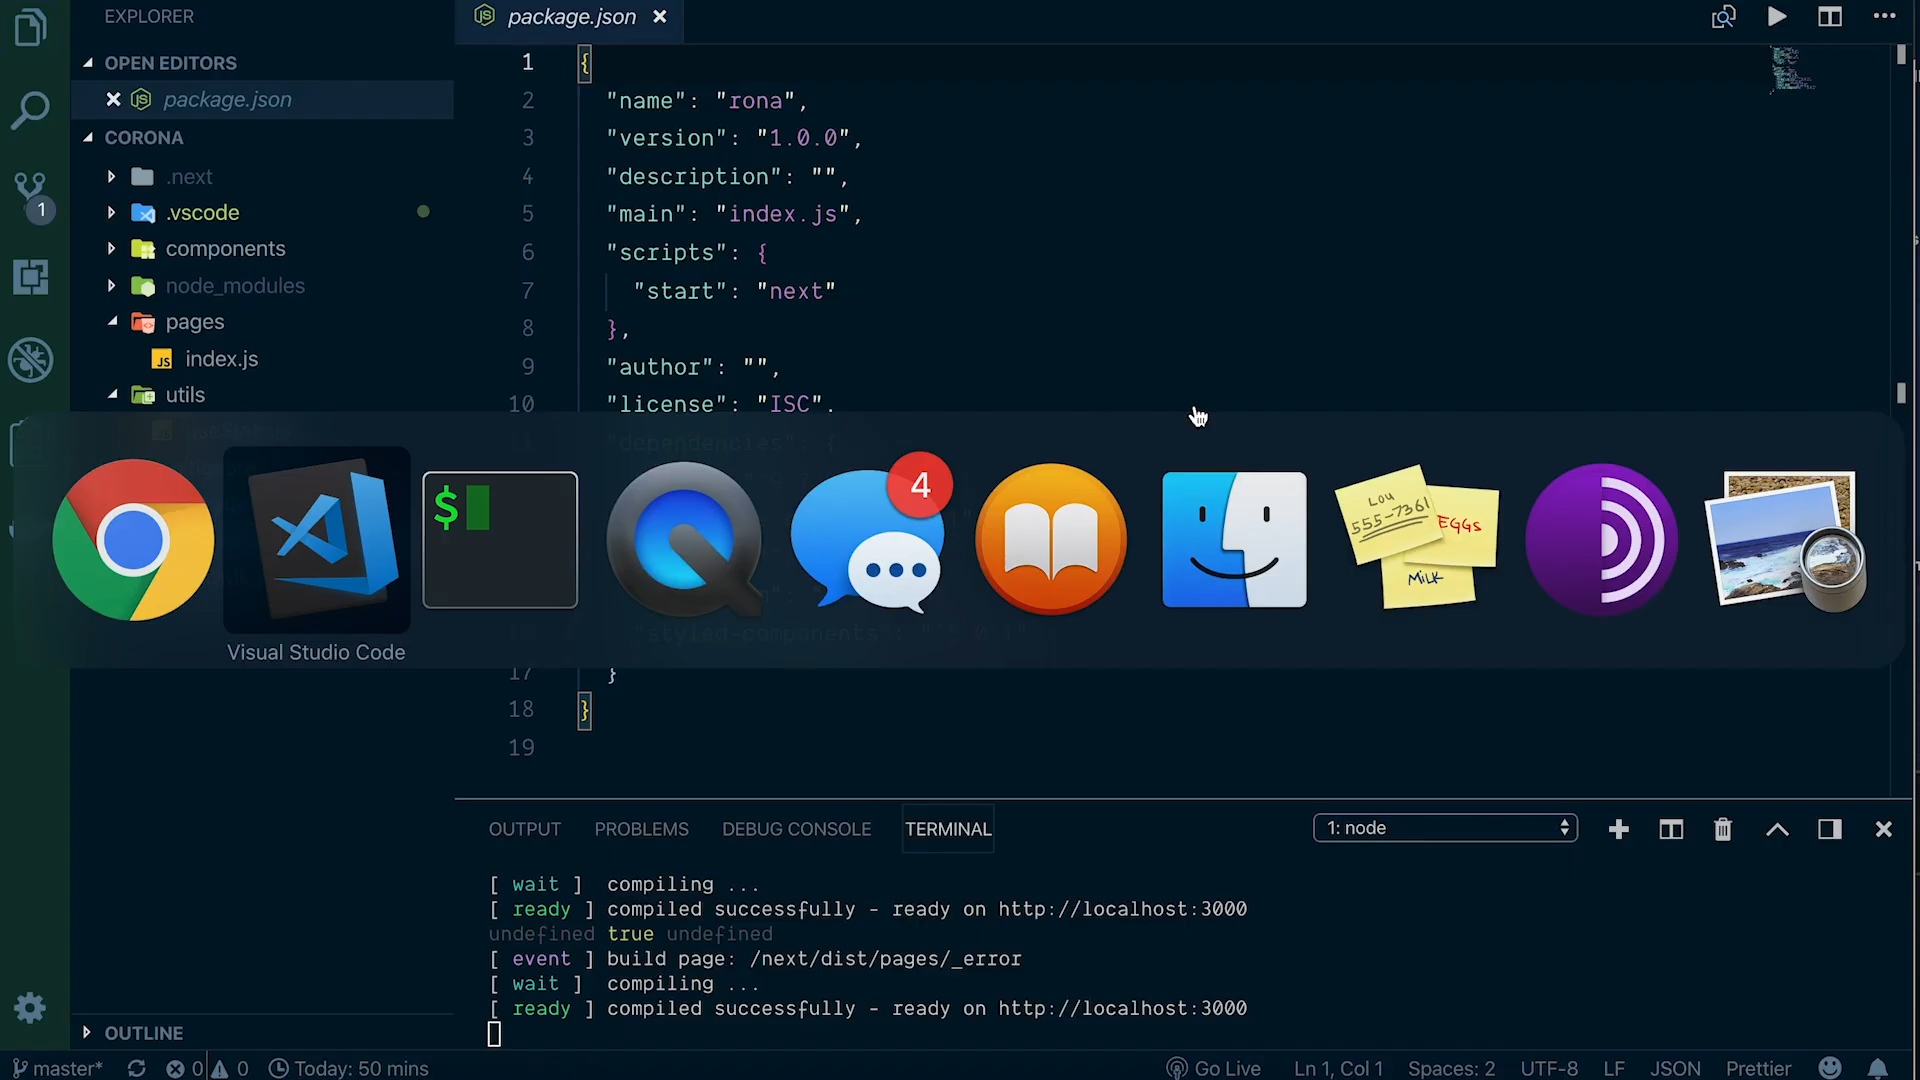 EXPLORER
package.json
OPEN EDITORS
package.json
CORONA
.next
.vscode
components
node_modules
pages
index.js
utils
1
1 {
2 "name": "rona",
3 "version": "1.0.0",
4 "description": "",
5 "main": "index.js",
6 "scripts": {
7 "start": "next"
8 },
9 "author": "",
10 "license": "ISC".
"dependencies": {
$
4
Lou
555-7361
EGGS
MiLK
"styled-components":
Visual Studio Code
17 }
18 }
19
OUTPUT PROBLEMS DEBUG CONSOLE TERMINAL 1: node
[ wait ] compiling ...
[ ready ] compiled successfully - ready on http://localhost:3000
undefined true undefined
[ event ] build page: /next/dist/pages/_error
[ wait ] compiling ...
[ ready ] compiled successfully - ready on http://localhost:3000
OUTLINE
master* 0 0 Today: 50 mins Go Live Ln 1, Col 1 Spaces: 2 UTF-8 LF JSON Prettier